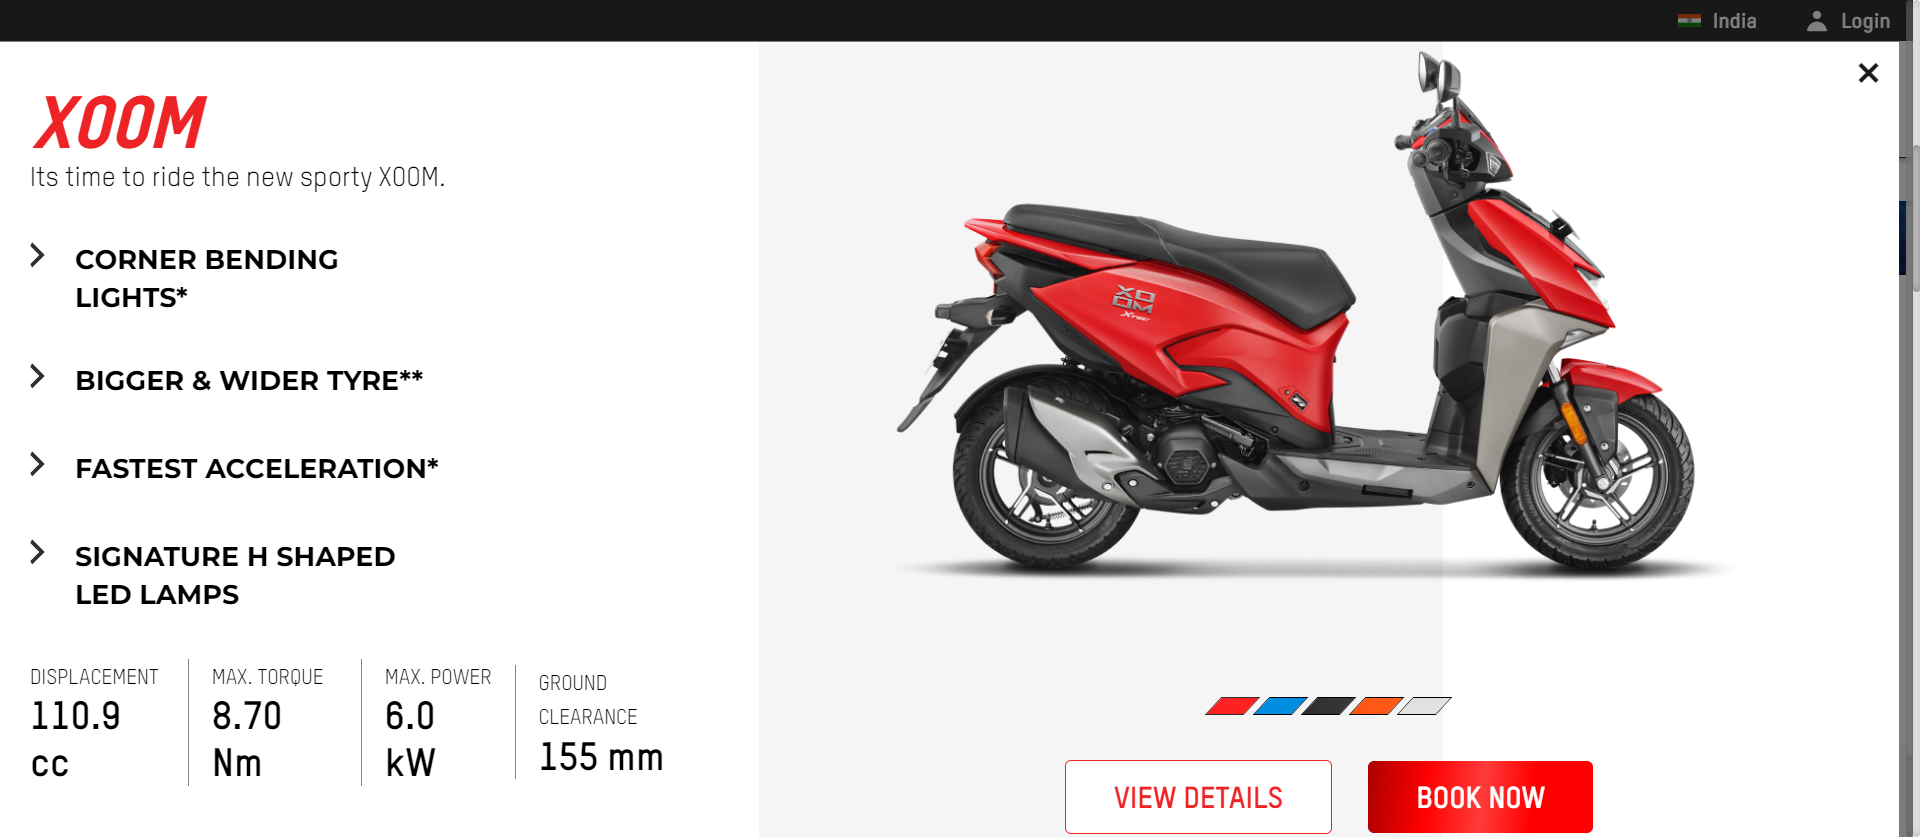 India
Login
XOOM
Its time to ride the new sporty XOOM.
CORNER BENDING
LIGHTS*
BIGGER & WIDER TYRE**
FASTEST ACCELERATION*
SIGNATURE H SHAPED
LED LAMPS
DISPLACEMENT
110.9
cc
MAX. TORQUE
8.70
Nm
MAX. POWER
6.0
kW
GROUND
CLEARANCE
155 mm
XO
OM
XTEC
VIEW DETAILS
BOOK NOW